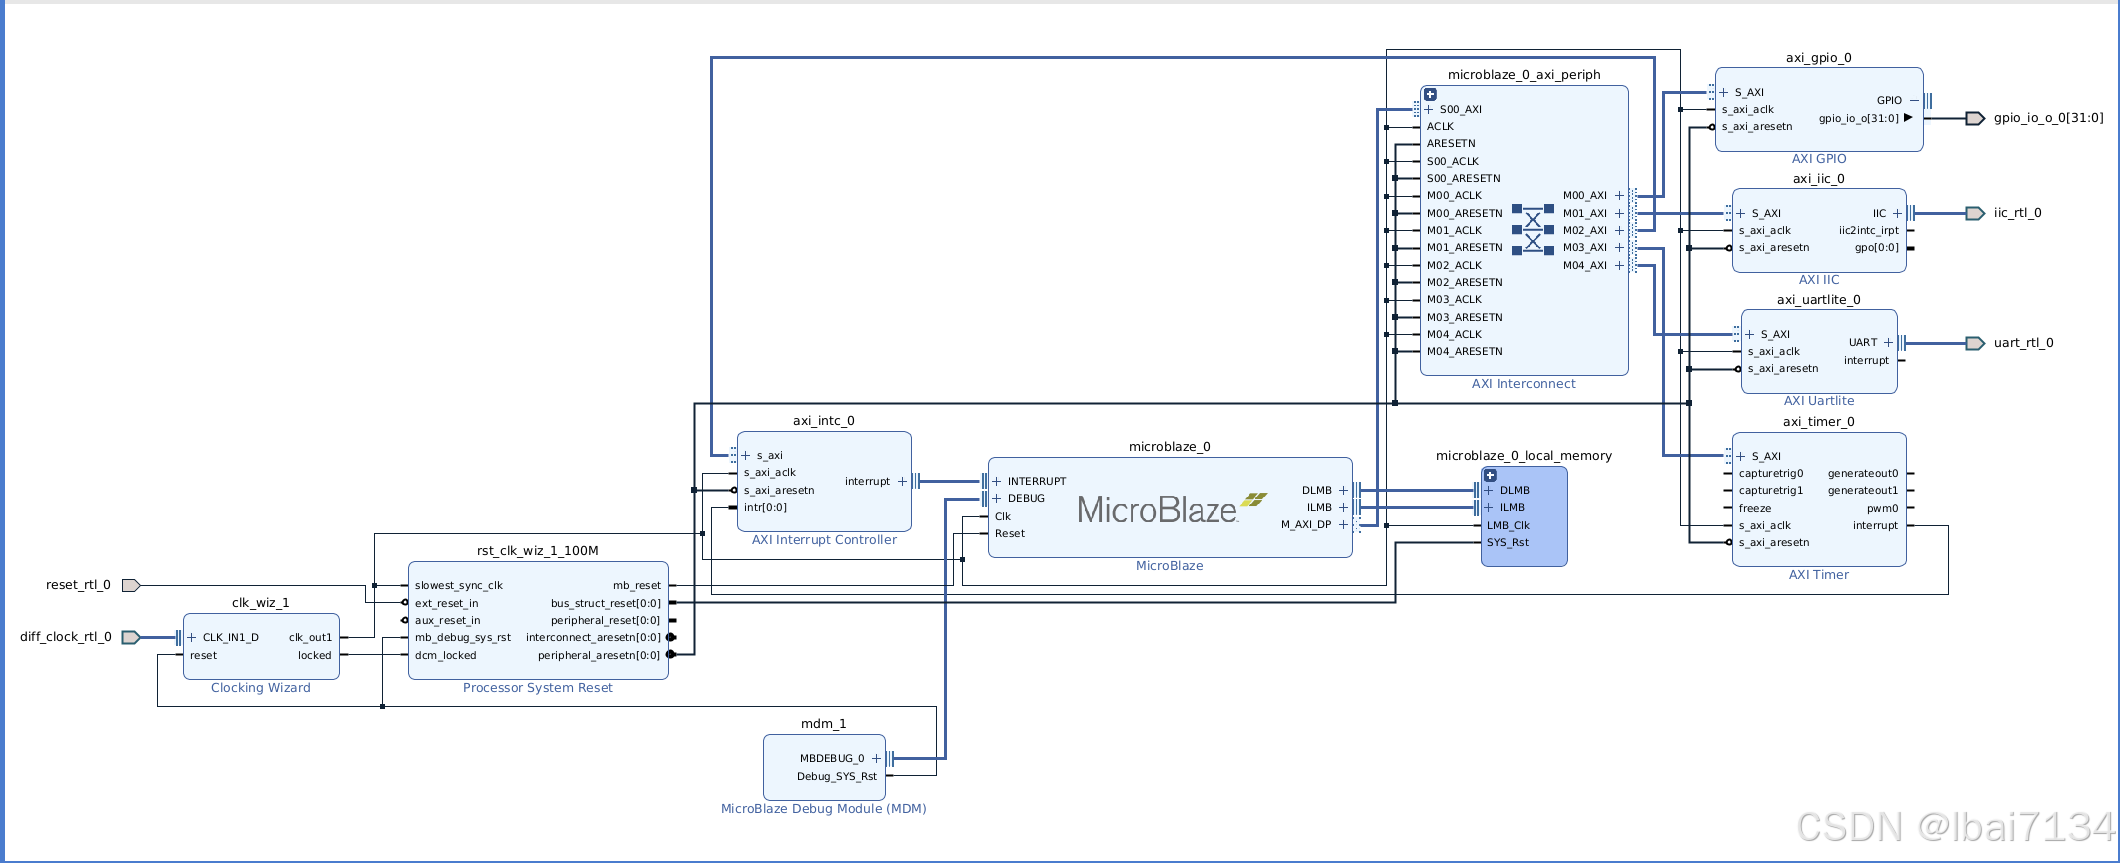 axi_gpio_0
S_AXI
s_axi_aclk
s_axi_aresetn
GPIO
gpio_io_o[31:0]
AXI GPIO
gpio_io_o_0[31:0]
microblaze_0_axi_periph
S00_AXI
ACLK
ARESETN
S00_ACLK
S00_ARESETN
M00_ACLK
M00_ARESETN
M01_ACLK
M01_ARESETN
M02_ACLK
M02_ARESETN
M03_ACLK
M03_ARESETN
M04_ACLK
M04_ARESETN
M00_AXI
M01_AXI
M02_AXI
M03_AXI
M04_AXI
AXI Interconnect
axi_iic_0
S_AXI
s_axi_aclk
s_axi_aresetn
IIC
iic2intc_irpt
gpo[0:0]
AXI IIC
iic_rtl_0
axi_uartlite_0
S_AXI
s_axi_aclk
s_axi_aresetn
UART
interrupt
AXI Uartlite
uart_rtl_0
axi_timer_0
S_AXI
capturetrig0
capturetrig1
freeze
s_axi_aclk
s_axi_aresetn
generateout0
generateout1
pwm0
interrupt
AXI Timer
axi_intc_0
s_axi
s_axi_aclk
s_axi_aresetn
intr[0:0]
interrupt
AXI Interrupt Controller
microblaze_0
INTERRUPT
DEBUG
Clk
Reset
MicroBlaze
DLMB
ILMB
M_AXI_DP
MicroBlaze
microblaze_0_local_memory
DLMB
ILMB
LMB_Clk
SYS_Rst
rst_clk_wiz_1_100M
slowest_sync_clk
ext_reset_in
aux_reset_in
mb_debug_sys_rst
dcm_locked
mb_reset
bus_struct_reset[0:0]
peripheral_reset[0:0]
interconnect_aresetn[0:0]
peripheral_aresetn[0:0]
Processor System Reset
reset_rtl_0
diff_clock_rtl_0
clk_wiz_1
CLK_IN1_D
reset
clk_out1
locked
Clocking Wizard
mdm_1
MBDEBUG_0
Debug_SYS_Rst
MicroBlaze Debug Module (MDM)
CSDN @lbai7134